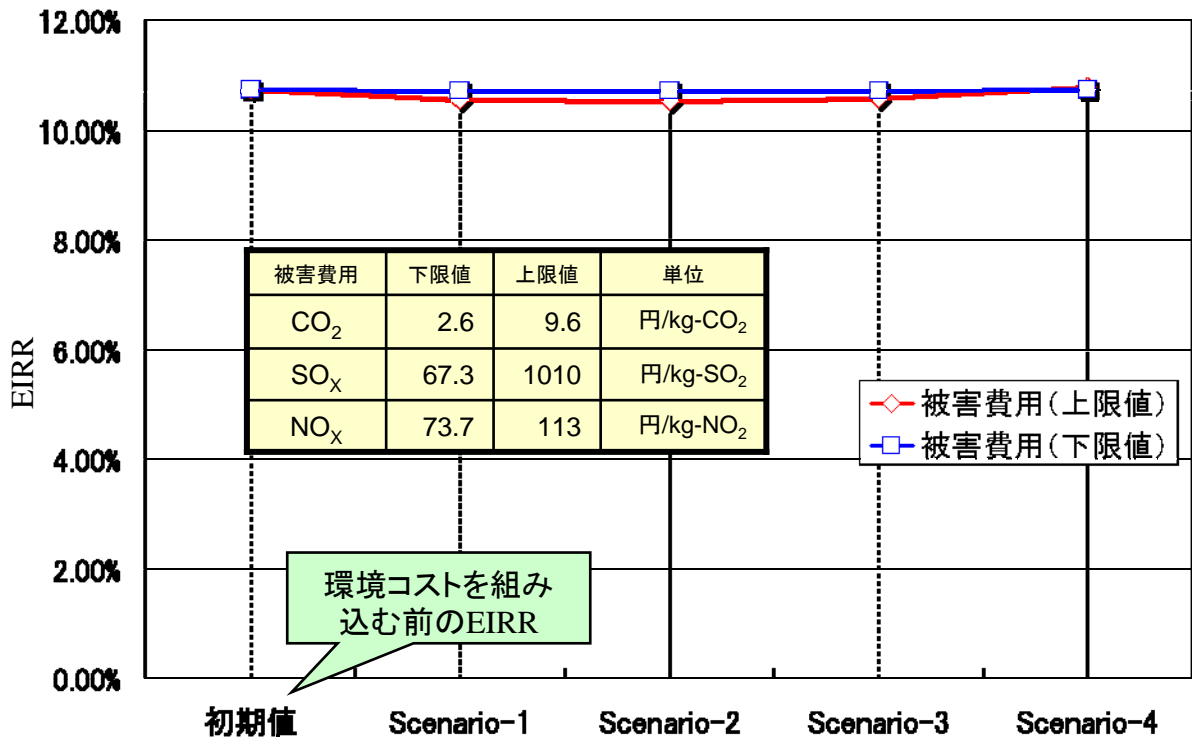 12.00%
10.00%
8.00%
6.00%
4.00%
2.00%
0.00%
EIRR
被害費用 下限値 上限値 単位
CO2 2.6 9.6 円/kg-CO2
SOX 67.3 1010 円/kg-SO2
NOX 73.7 113 円/kg-NO2
被害費用(上限値)
被害費用(下限値)
環境コストを組み
込む前のEIRR
初期値 Scenario-1 Scenario-2 Scenario-3 Scenario-4